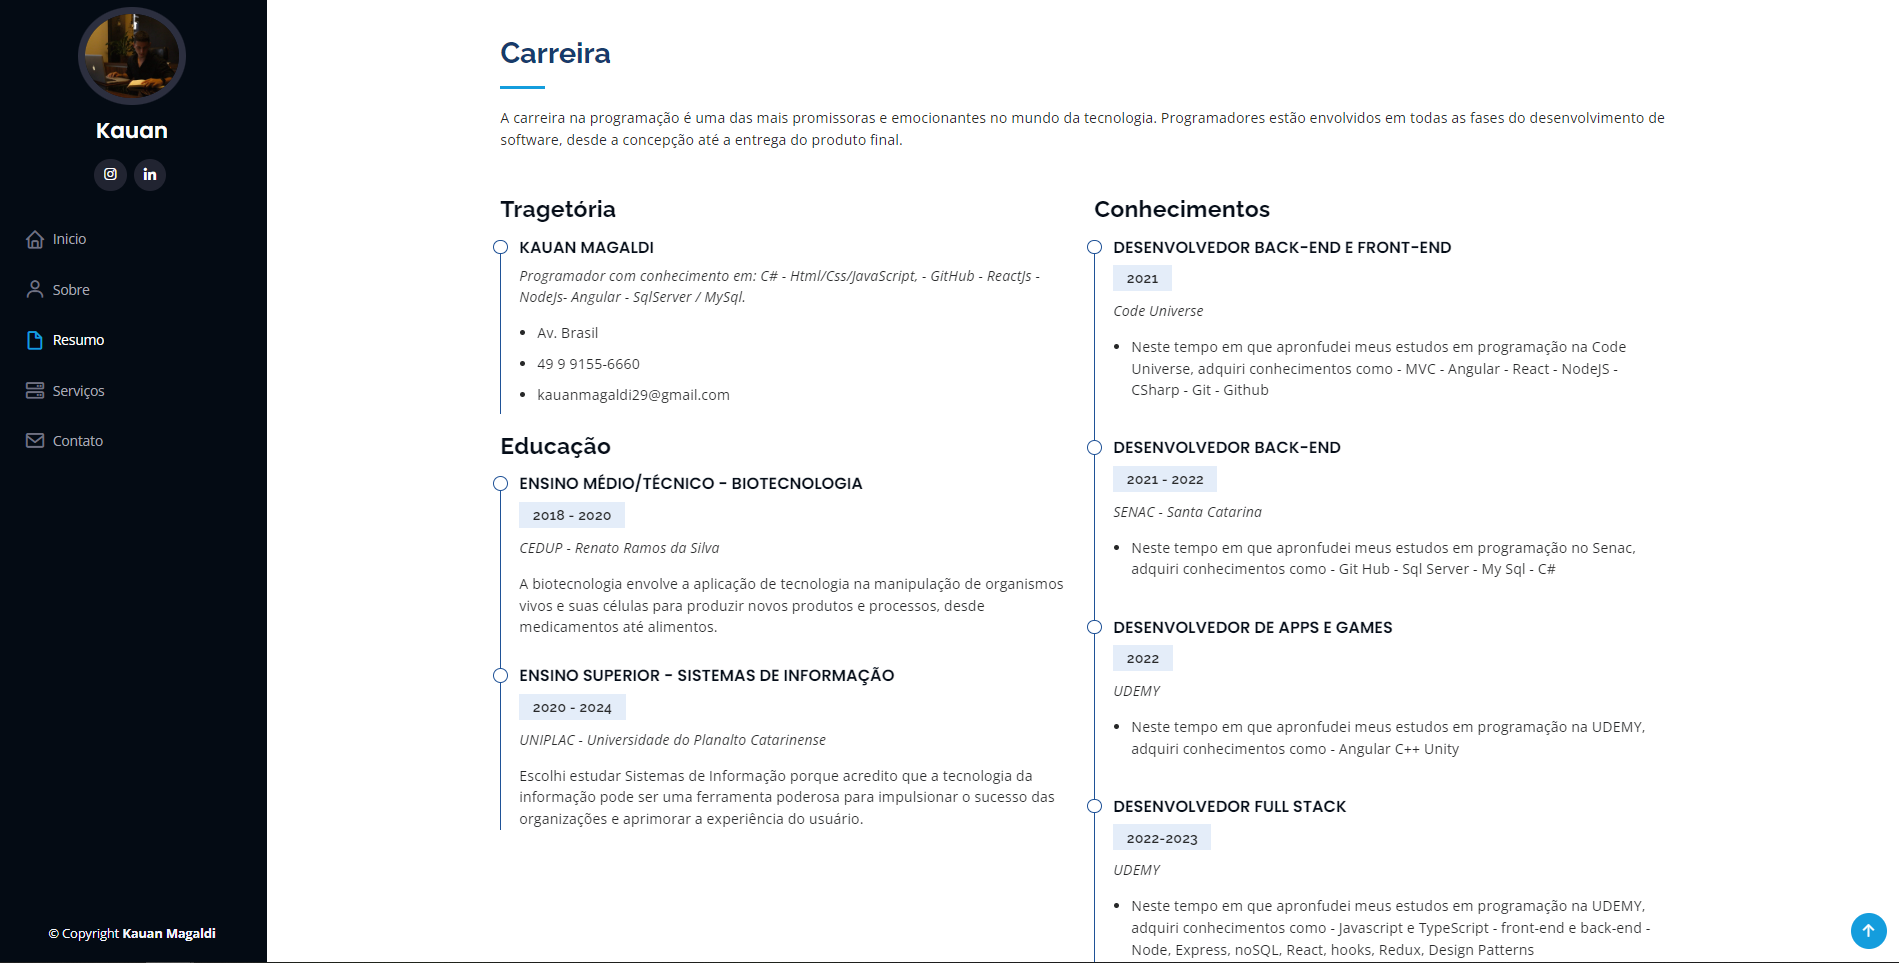 Kauan
Inicio
Sobre
Resumo
Serviços
Contato
© Copyright Kauan Magaldi
Carreira
A carreira na programação é uma das mais promissoras e emocionantes no mundo da tecnologia. Programadores estão envolvidos em todas as fases do desenvolvimento de
software, desde a concepção até a entrega do produto final.
Tragetória
KAUAN MAGALDI
Programador com conhecimento em: C# - Html/Css/JavaScript, - GitHub - ReactJs -
NodeJs- Angular - SqlServer / MySql.
Av. Brasil
49 9 9155-6660
kauanmagaldi29@gmail.com
Educação
ENSINO MÉDIO/TÉCNICO - BIOTECNOLOGIA
2018 - 2020
CEDUP - Renato Ramos da Silva
A biotecnologia envolve a aplicação de tecnologia na manipulação de organismos
vivos e suas células para produzir novos produtos e processos, desde
medicamentos até alimentos.
ENSINO SUPERIOR - SISTEMAS DE INFORMAÇÃO
2020 - 2024
UNIPLAC - Universidade do Planalto Catarinense
Escolhi estudar Sistemas de Informação porque acredito que a tecnologia da
informação pode ser uma ferramenta poderosa para impulsionar o sucesso das
organizações e aprimorar a experiência do usuário.
Conhecimentos
DESENVOLVEDOR BACK-END E FRONT-END
2021
Code Universe
Neste tempo em que apronfudei meus estudos em programação na Code
Universe, adquiri conhecimentos como - MVC - Angular - React - NodeJS -
CSharp - Git - Github
DESENVOLVEDOR BACK-END
2021 - 2022
SENAC - Santa Catarina
Neste tempo em que apronfudei meus estudos em programação no Senac,
adquiri conhecimentos como - Git Hub - Sql Server - My Sql - C#
DESENVOLVEDOR DE APPS E GAMES
2022
UDEMY
Neste tempo em que apronfudei meus estudos em programação na UDEMY,
adquiri conhecimentos como - Angular C++ Unity
DESENVOLVEDOR FULL STACK
2022-2023
UDEMY
Neste tempo em que apronfudei meus estudos em programação na UDEMY,
adquiri conhecimentos como - Javascript e TypeScript - front-end e back-end -
Node, Express, noSQL, React, hooks, Redux, Design Patterns